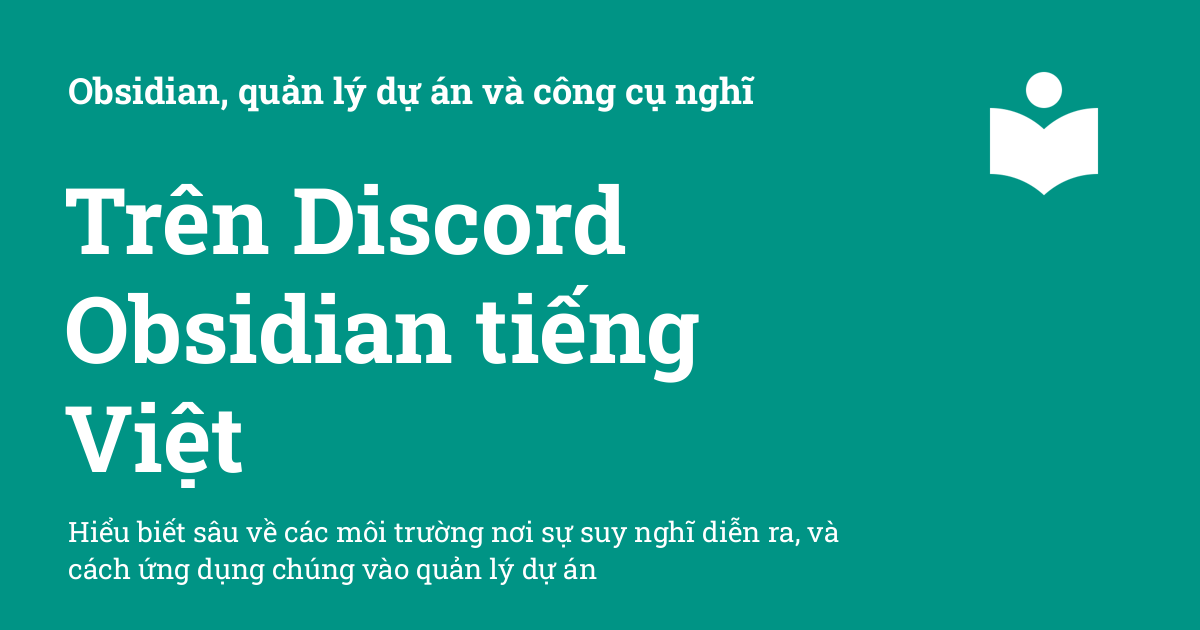 Obsidian, quản lý dự án và công cụ nghĩ
Trên Discord
Obsidian tiếng
Việt
Hiểu biết sâu về các môi trường nơi sự suy nghĩ diễn ra, và
cách ứng dụng chúng vào quản lý dự án